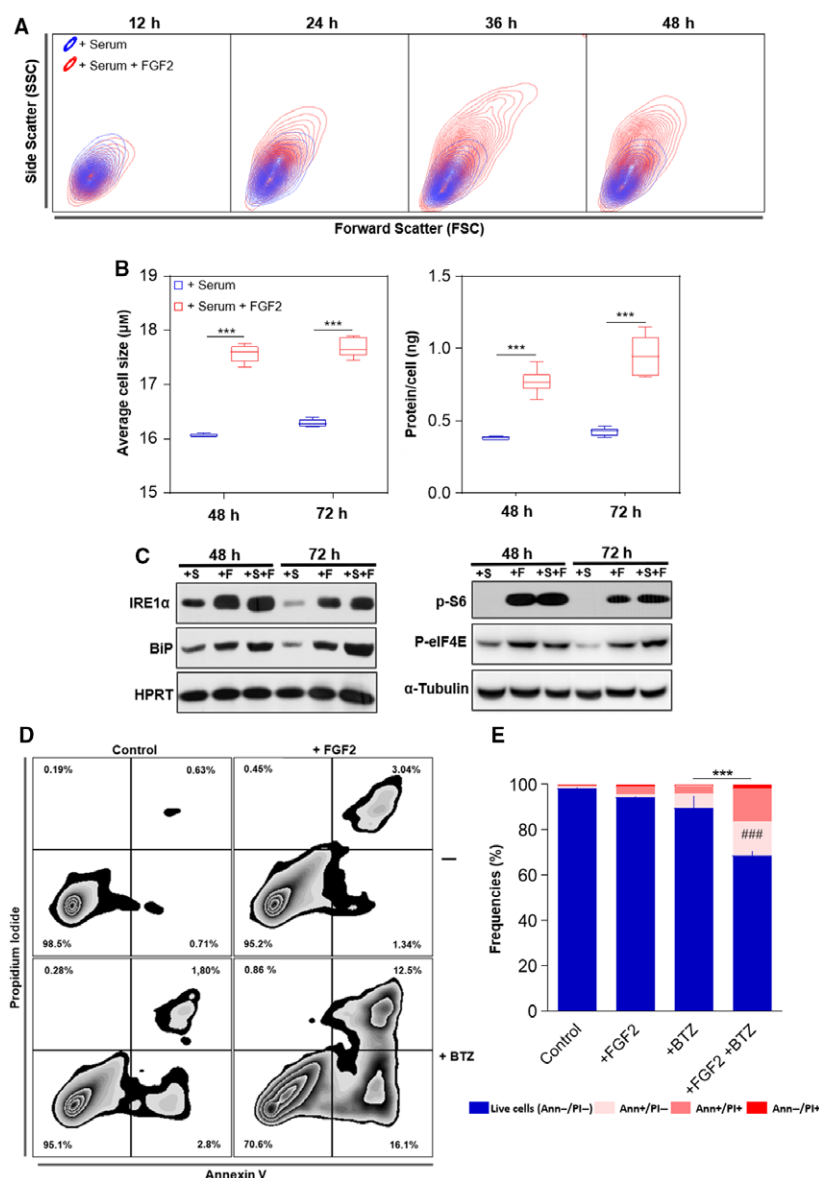 A
12 h 24 h 36 h 48 h
+ Serum
+ Serum + FGF2
Side Scatter (SSC)
Forward Scatter (FSC)
B
19
18
17
16
15
Average cell size (µM)
+ Serum
+ Serum + FGF2
*** ***
48 h 72 h
1.5
1.0
0.5
0.0
Protein/cell (ng)
*** ***
48 h 72 h
C
48 h 72 h
+S +F +S+F +S +F +S+F
IRE1α
BiP
HPRT
48 h 72 h
+S +F +S+F +S +F +S+F
p-S6
P-eIF4E
α-Tubulin
D
Control + FGF2
0.19% 0.63% 0.45% 3.04%
—
98.5% 0.71% 95.2% 1.34%
0.28% 1,80% 0.86 % 12.5%
+ BTZ
95.1% 2.8% 70.6% 16.1%
Propidium Iodide
Annexin V
E
***
###
100
80
60
40
20
0
Frequencies (%)
Control +FGF2 +BTZ +FGF2 +BTZ
Live cells (Ann–/PI–) Ann+/PI– Ann+/PI+ Ann–/PI+